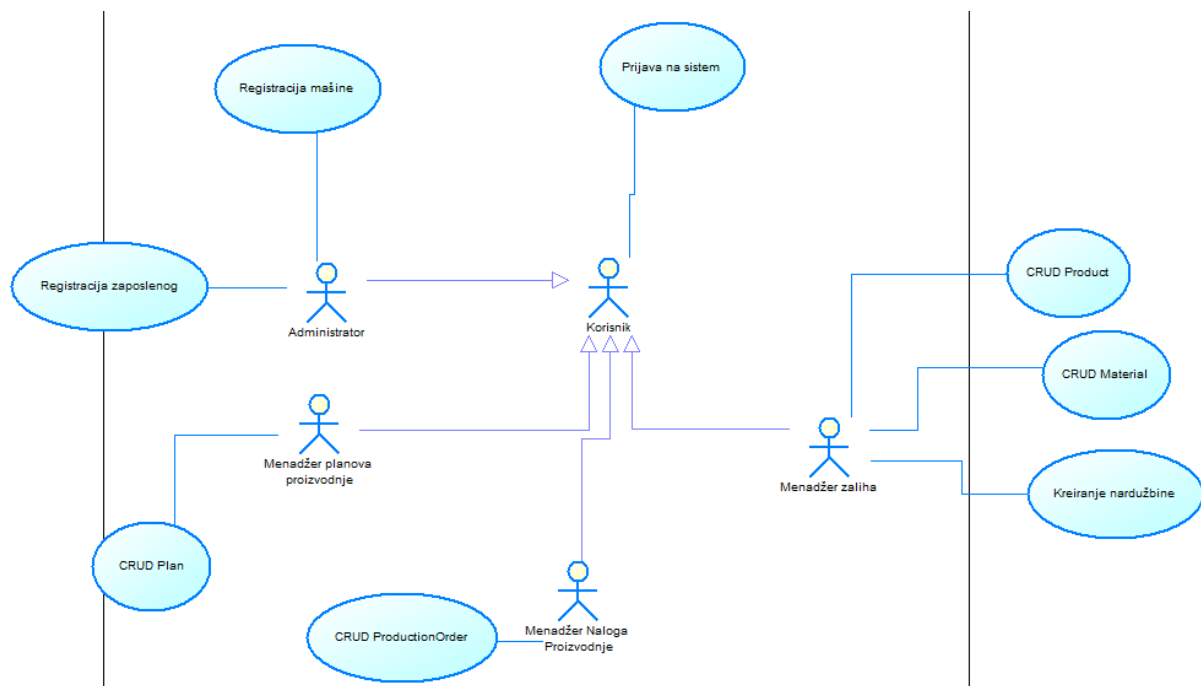 Prijava na sistem
Registracija mašine
CRUD Product
Registracija zaposlenog
Korisnik
Administrator
CRUD Material
Menadžer planova
proizvodnje
Menadžer zaliha
Kreiranje nardužbine
CRUD Plan
Menadžer Naloga
Proizvodnje
CRUD ProductionOrder